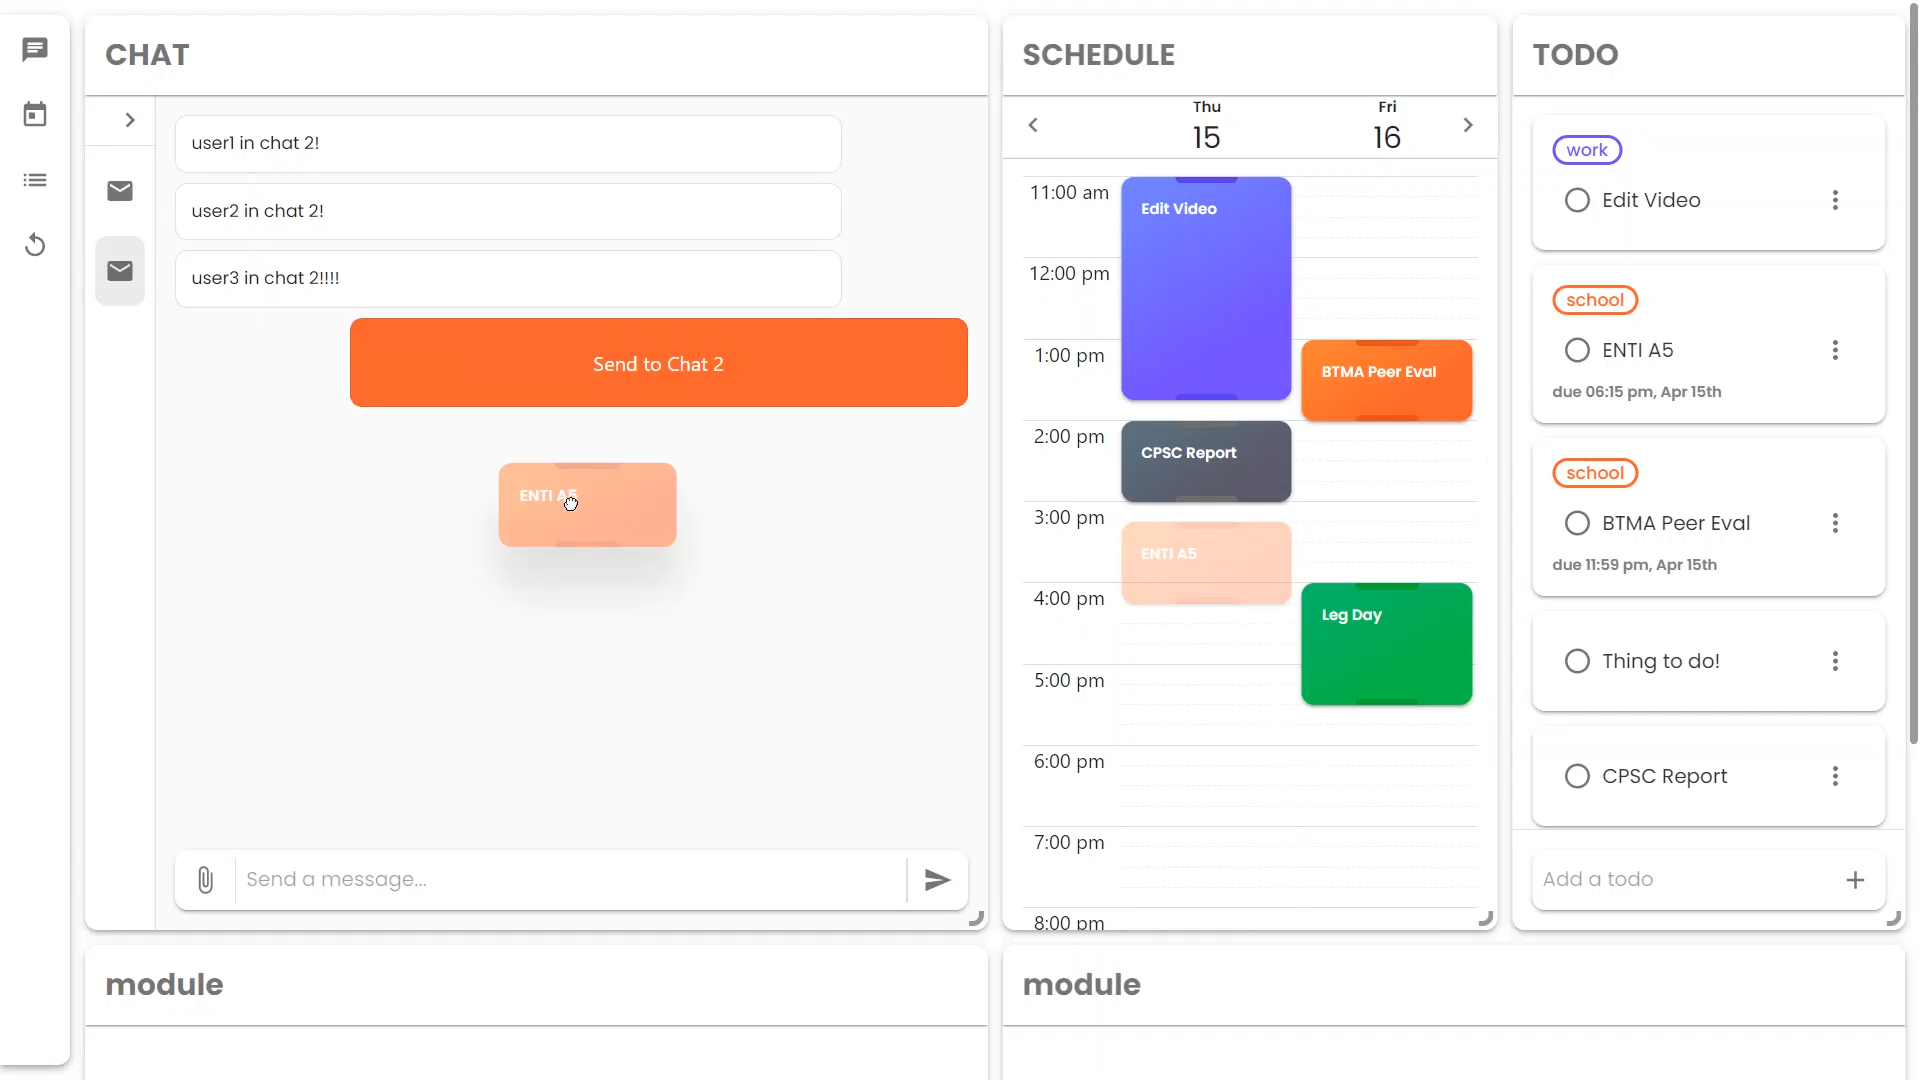 CHAT
user1 in chat 2!
user2 in chat 2!
user3 in chat 2!!!!
Send to Chat 2
ENTI A5
Send a message...
SCHEDULE
Thu
15
Fri
16
11:00 am
12:00 pm
1:00 pm
2:00 pm
3:00 pm
4:00 pm
5:00 pm
6:00 pm
7:00 pm
8:00 pm
Edit Video
BTMA Peer Eval
CPSC Report
ENTI A5
Leg Day
TODO
work
Edit Video
school
ENTI A5
due 06:15 pm, Apr 15th
school
BTMA Peer Eval
due 11:59 pm, Apr 15th
Thing to do!
CPSC Report
Add a todo
module
module